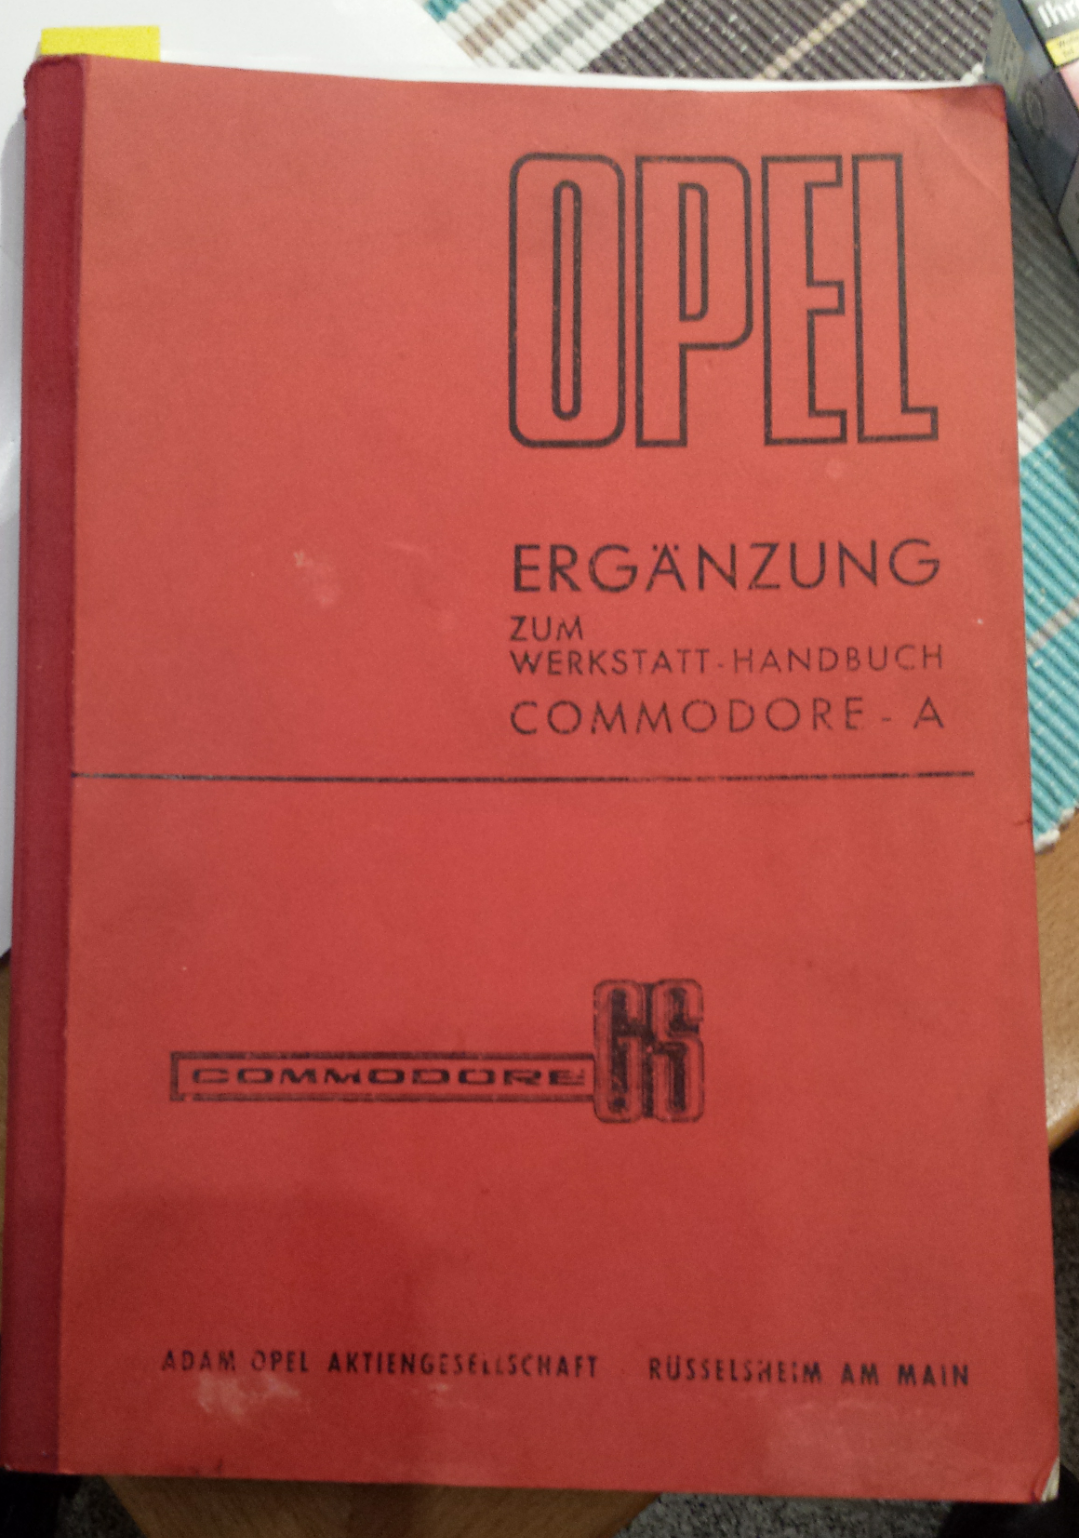 OPEL
ERGÄNZUNG
ZUM
WERKSTATT-HANDBUCH
COMMODORE - A
COMMODORE GS
ADAM OPEL AKTIENGESELLSCHAFT · RÜSSELSHEIM AM MAIN